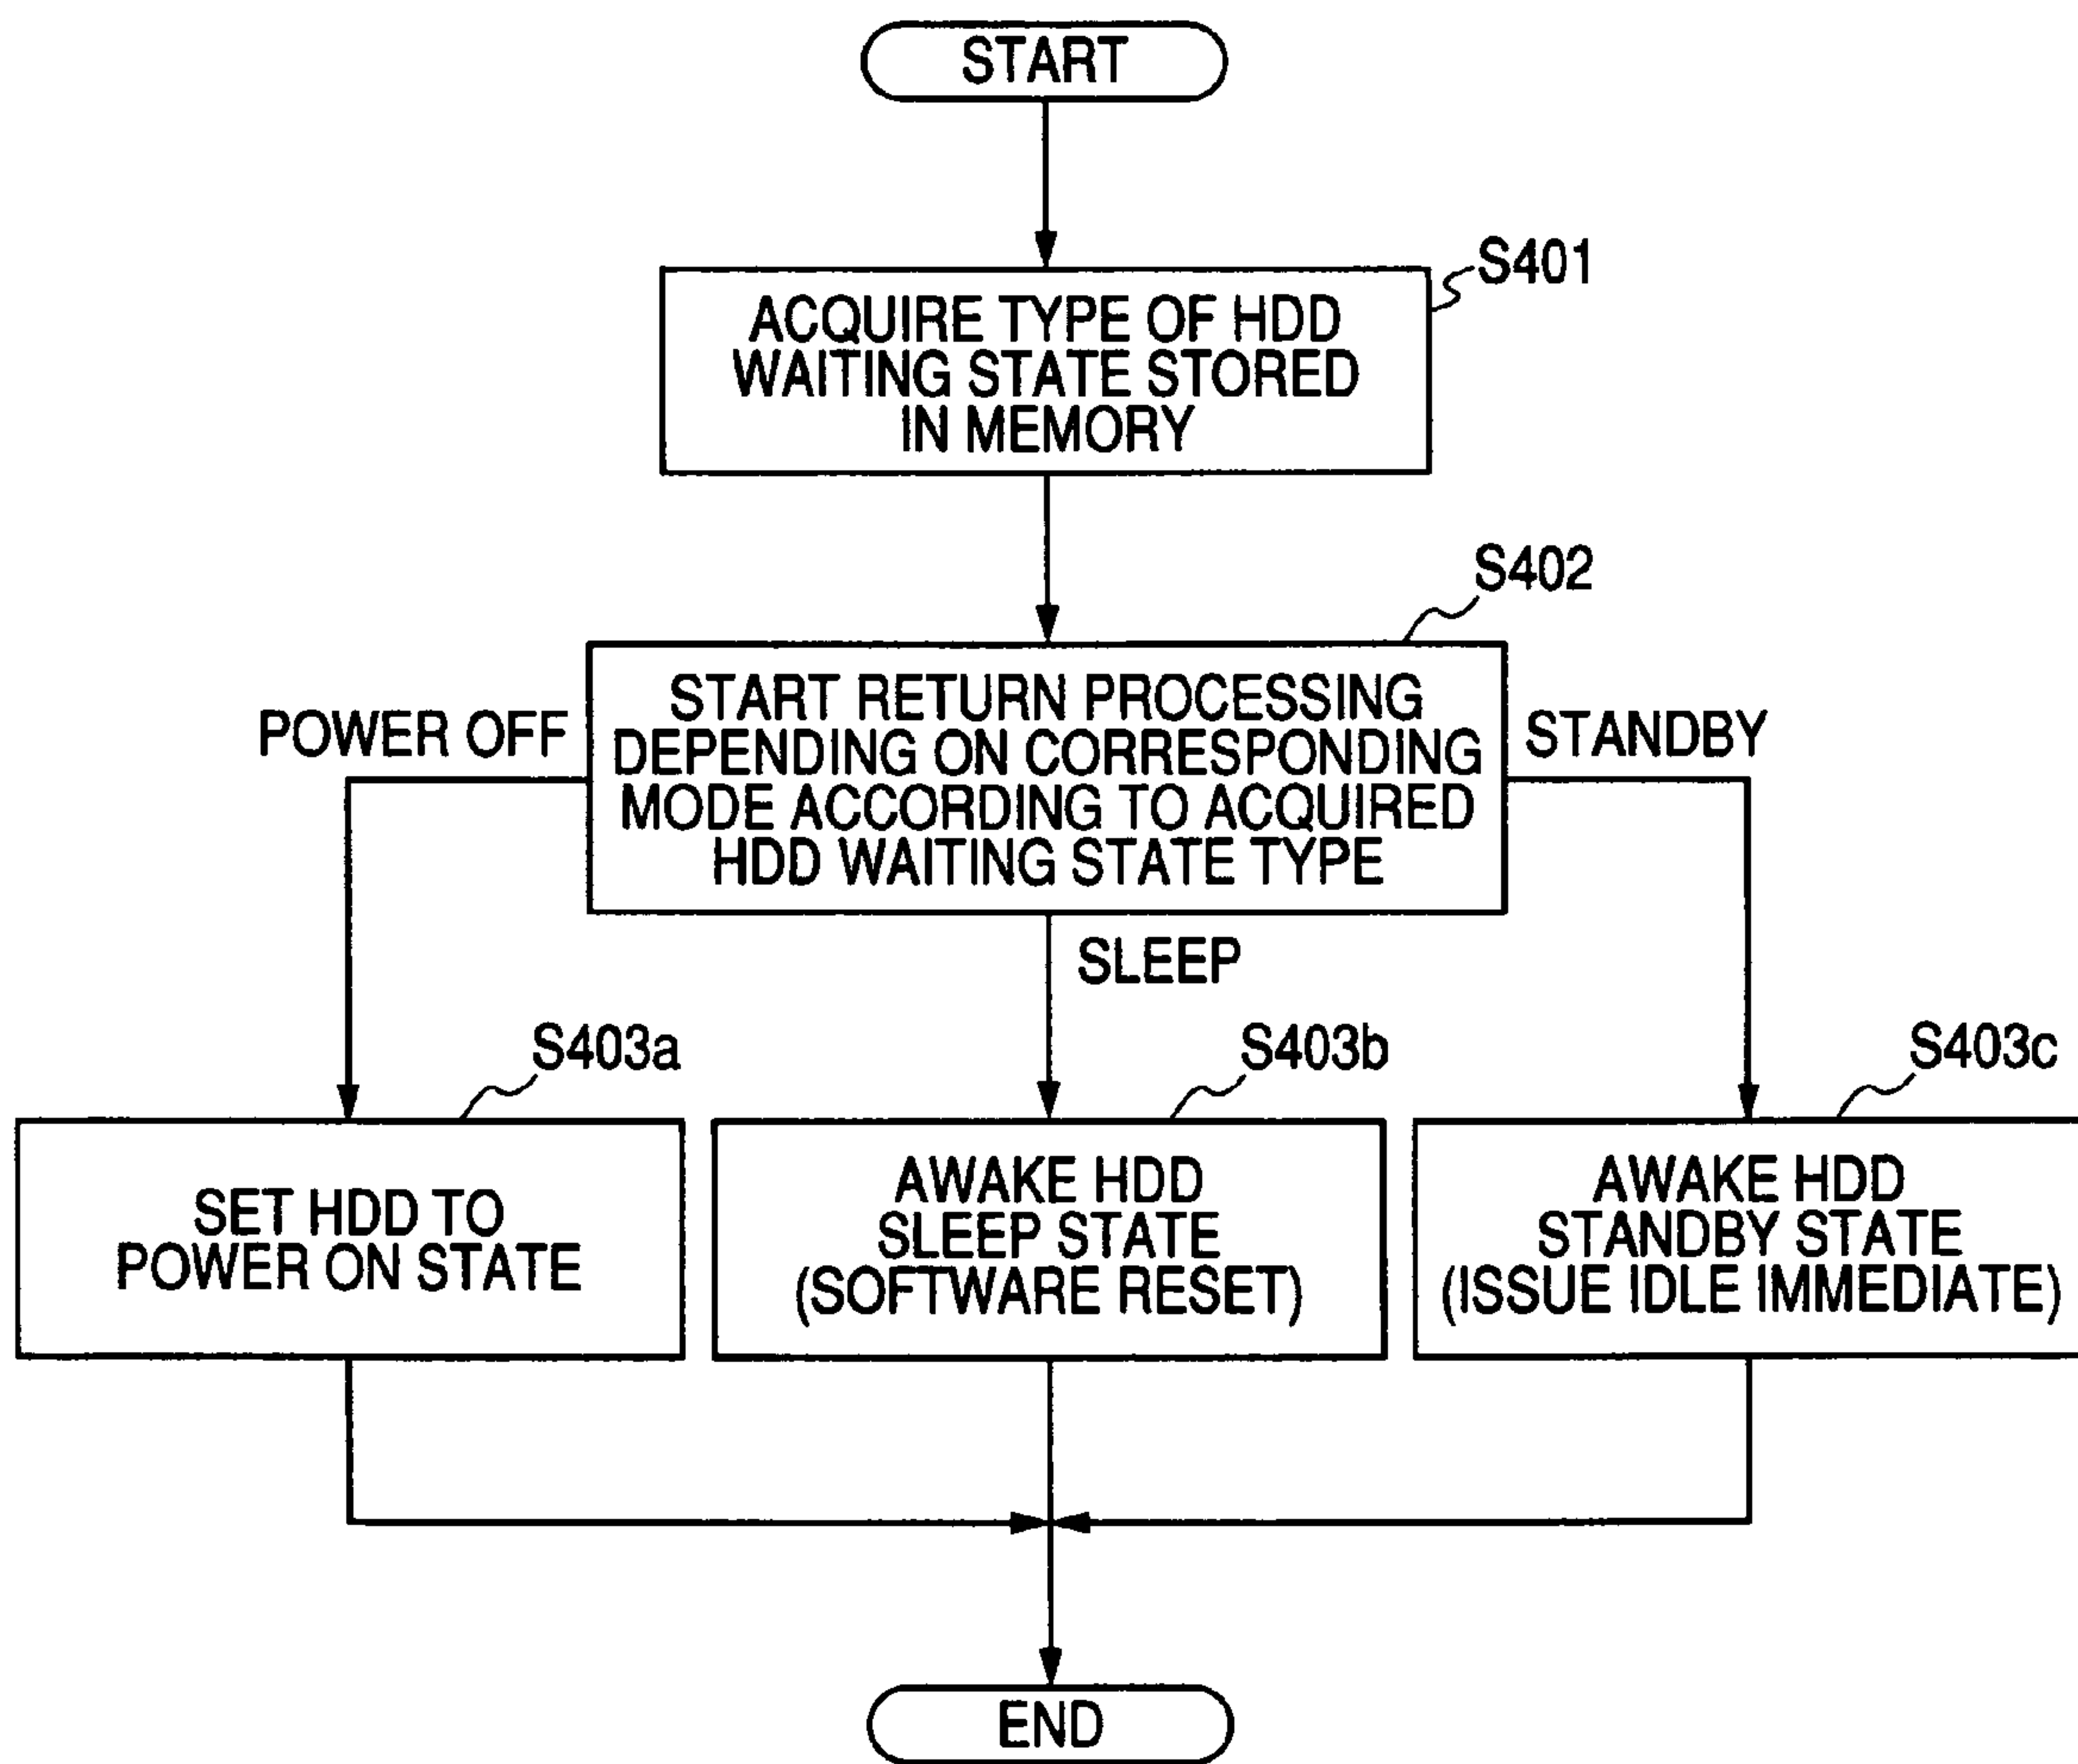 START
S401
ACQUIRE TYPE OF HDD
WAITING STATE STORED
IN MEMORY
S402
START RETURN PROCESSING
DEPENDING ON CORRESPONDING
MODE ACCORDING TO ACQUIRED
HDD WAITING STATE TYPE
POWER OFF
STANDBY
SLEEP
S403a
SET HDD TO
POWER ON STATE
S403b
AWAKE HDD
SLEEP STATE
(SOFTWARE RESET)
S403c
AWAKE HDD
STANDBY STATE
(ISSUE IDLE IMMEDIATE)
END